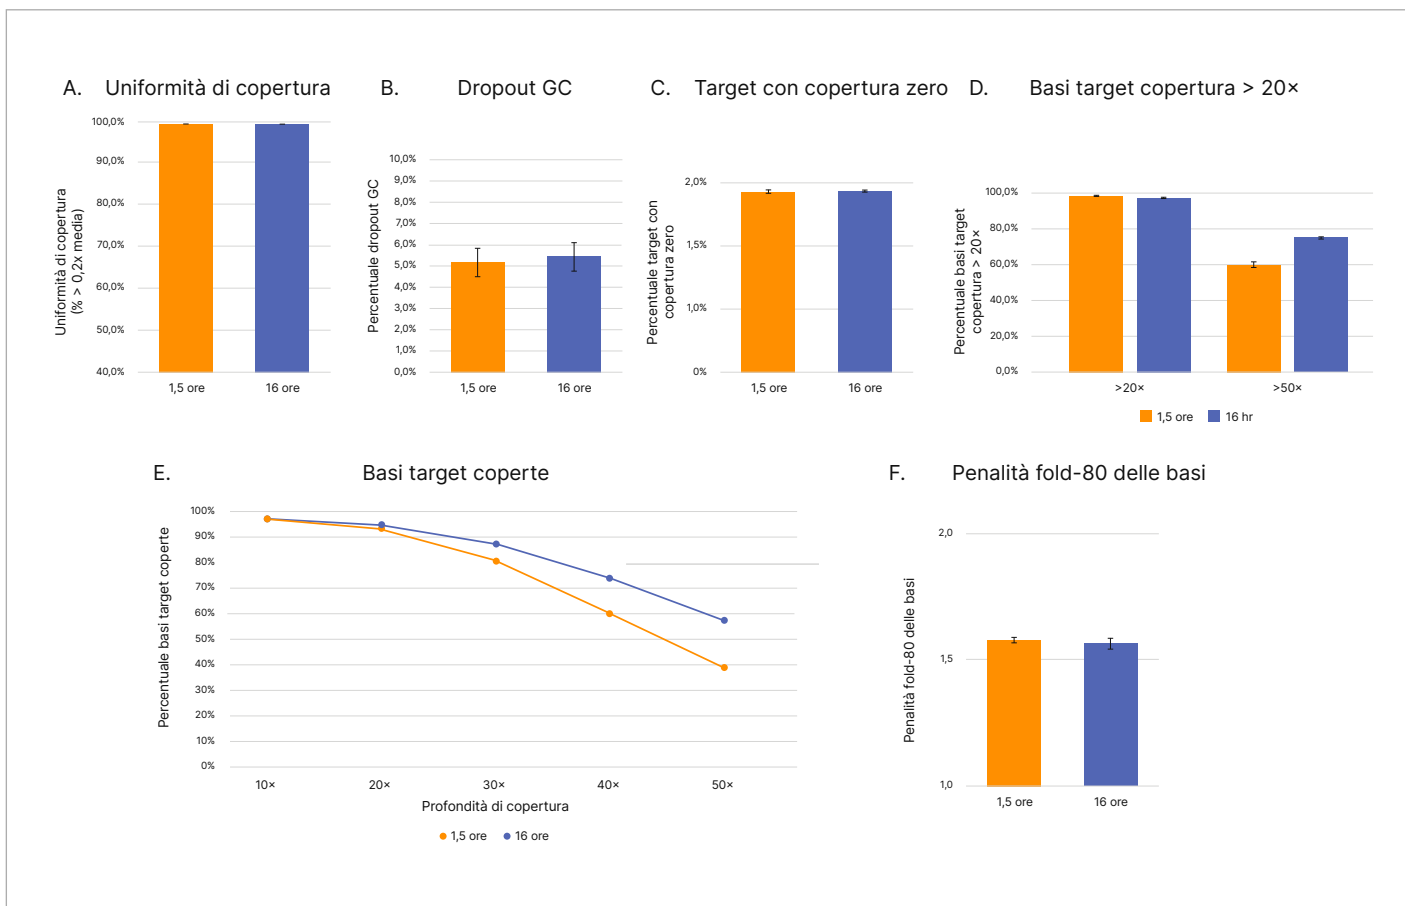 A. Uniformità di copertura
Uniformità di copertura
(% > 0,2x media)
100,0%
90,0%
80,0%
70,0%
60,0%
50,0%
40,0%
1,5 ore
16 ore
B. Dropout GC
Percentuale dropout GC
10,0%
9,0%
8,0%
7,0%
6,0%
5,0%
4,0%
3,0%
2,0%
1,0%
0,0%
1,5 ore
16 ore
C. Target con copertura zero
Percentuale target con
copertura zero
2,0%
1,5%
1,0%
0%
1,5 ore
16 ore
D. Basi target copertura > 20×
Percentuale basi target
copertura > 20×
100,0%
80,0%
60,0%
40,0%
20,0%
0,0%
>20×
>50×
1,5 ore
16 hr
E. Basi target coperte
Percentuale basi target coperte
100%
90%
80%
70%
60%
50%
40%
30%
20%
10%
0%
10×
20×
30×
40×
50×
Profondità di copertura
1,5 ore
16 ore
F. Penalità fold-80 delle basi
Penalità fold-80 delle basi
2,0
1,5
1,0
1,5 ore
16 ore